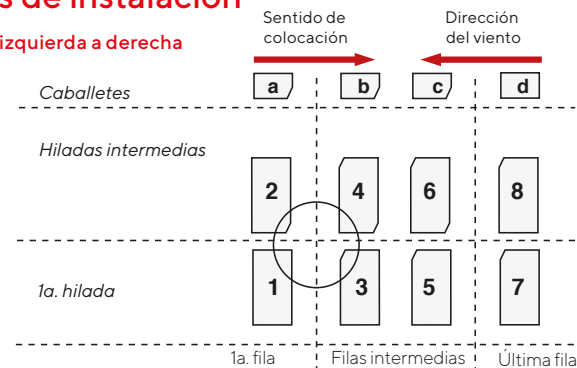 s de instalación
izquierda a derecha
Sentido de
colocación
Dirección
del viento
Caballetes
a
b
c
d
Hiladas intermedias
2
4
6
8
1a. hilada
1
3
5
7
1a. fila
Filas intermedias
Última fila